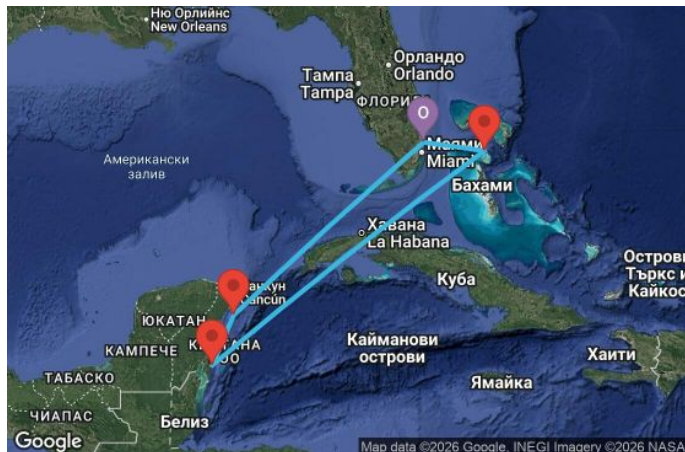 Ню Орлийнс
New Orleans
Орландо
Orlando
Тампа
Tampa
О
Маями
Miami
Американски
залив
Бахами
Хавана
La Habana
Cancún
Куба
Острови
Търкс и
Кайкос
ЮКАТАН
КАМПЕЧЕ
Кайманови
острови
Хаити
ТАБАСКО
Ямайка
ЧИАПАС
Белиз
Google
Map data ©2026 Google, INEGI Imagery ©2026 NASA